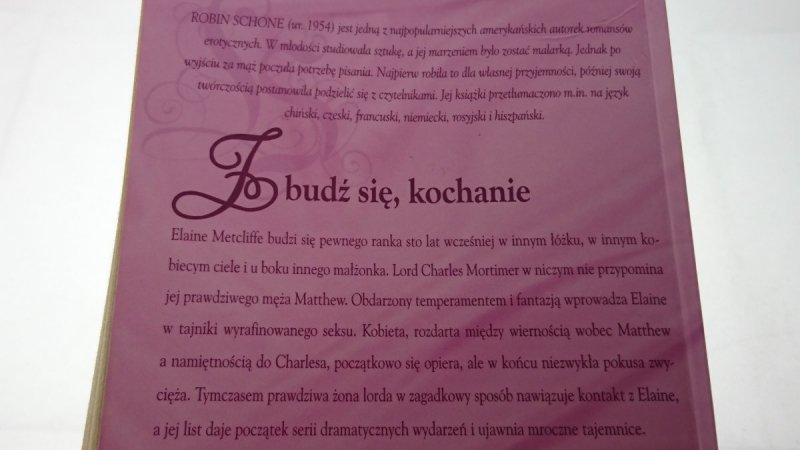 ROBIN SCHONE (ur. 1954) jest jedną z najpopularniejszych amerykańskich autorek romansów
erotycznych. W młodości studiowała sztukę, a jej marzeniem było zostać malarką. Jednak po
wyjściu za mąż poczuła potrzebę pisania. Najpierw robiła to dla własnej przyjemności, później swoją
twórczością postanowiła podzielić się z czytelnikami. Jej książki przetłumaczono m.in. na język
chiński, czeski, francuski, niemiecki, rosyjski i hiszpański.
Zbudź się, kochanie
Elaine Metcliffe budzi się pewnego ranka sto lat wcześniej w innym łóżku, w innym ko-
biecym ciele i u boku innego małżonka. Lord Charles Mortimer w niczym nie przypomina
jej prawdziwego męża Matthew. Obdarzony temperamentem i fantazją wprowadza Elaine
w tajniki wyrafinowanego seksu. Kobieta, rozdarta między wiernością wobec Matthew
a namiętnością do Charlesa, początkowo się opiera, ale w końcu niezwykła pokusa zwy-
cięża. Tymczasem prawdziwa żona lorda w zagadkowy sposób nawiązuje kontakt z Elaine,
a jej list daje początek serii dramatycznych wydarzeń i ujawnia mroczne tajemnice.